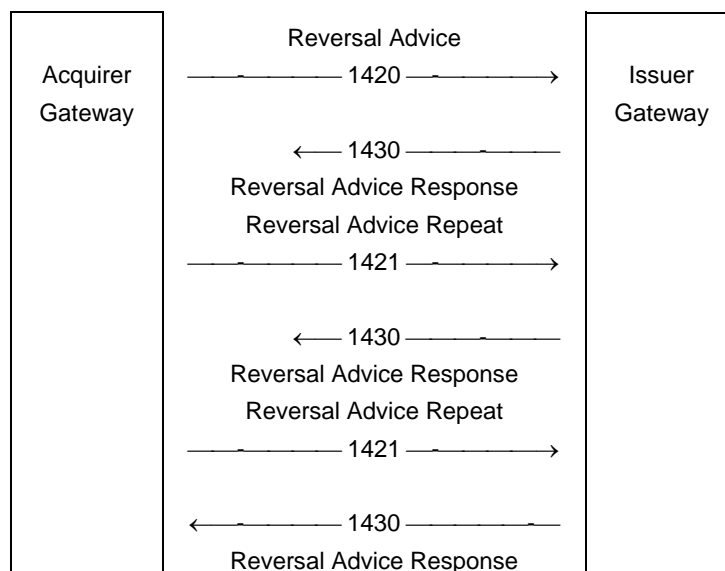 Reversal Advice
Acquirer Gateway
1420
Issuer Gateway
1430
Reversal Advice Response
Reversal Advice Repeat
1421
1430
Reversal Advice Response
Reversal Advice Repeat
1421
1430
Reversal Advice Response